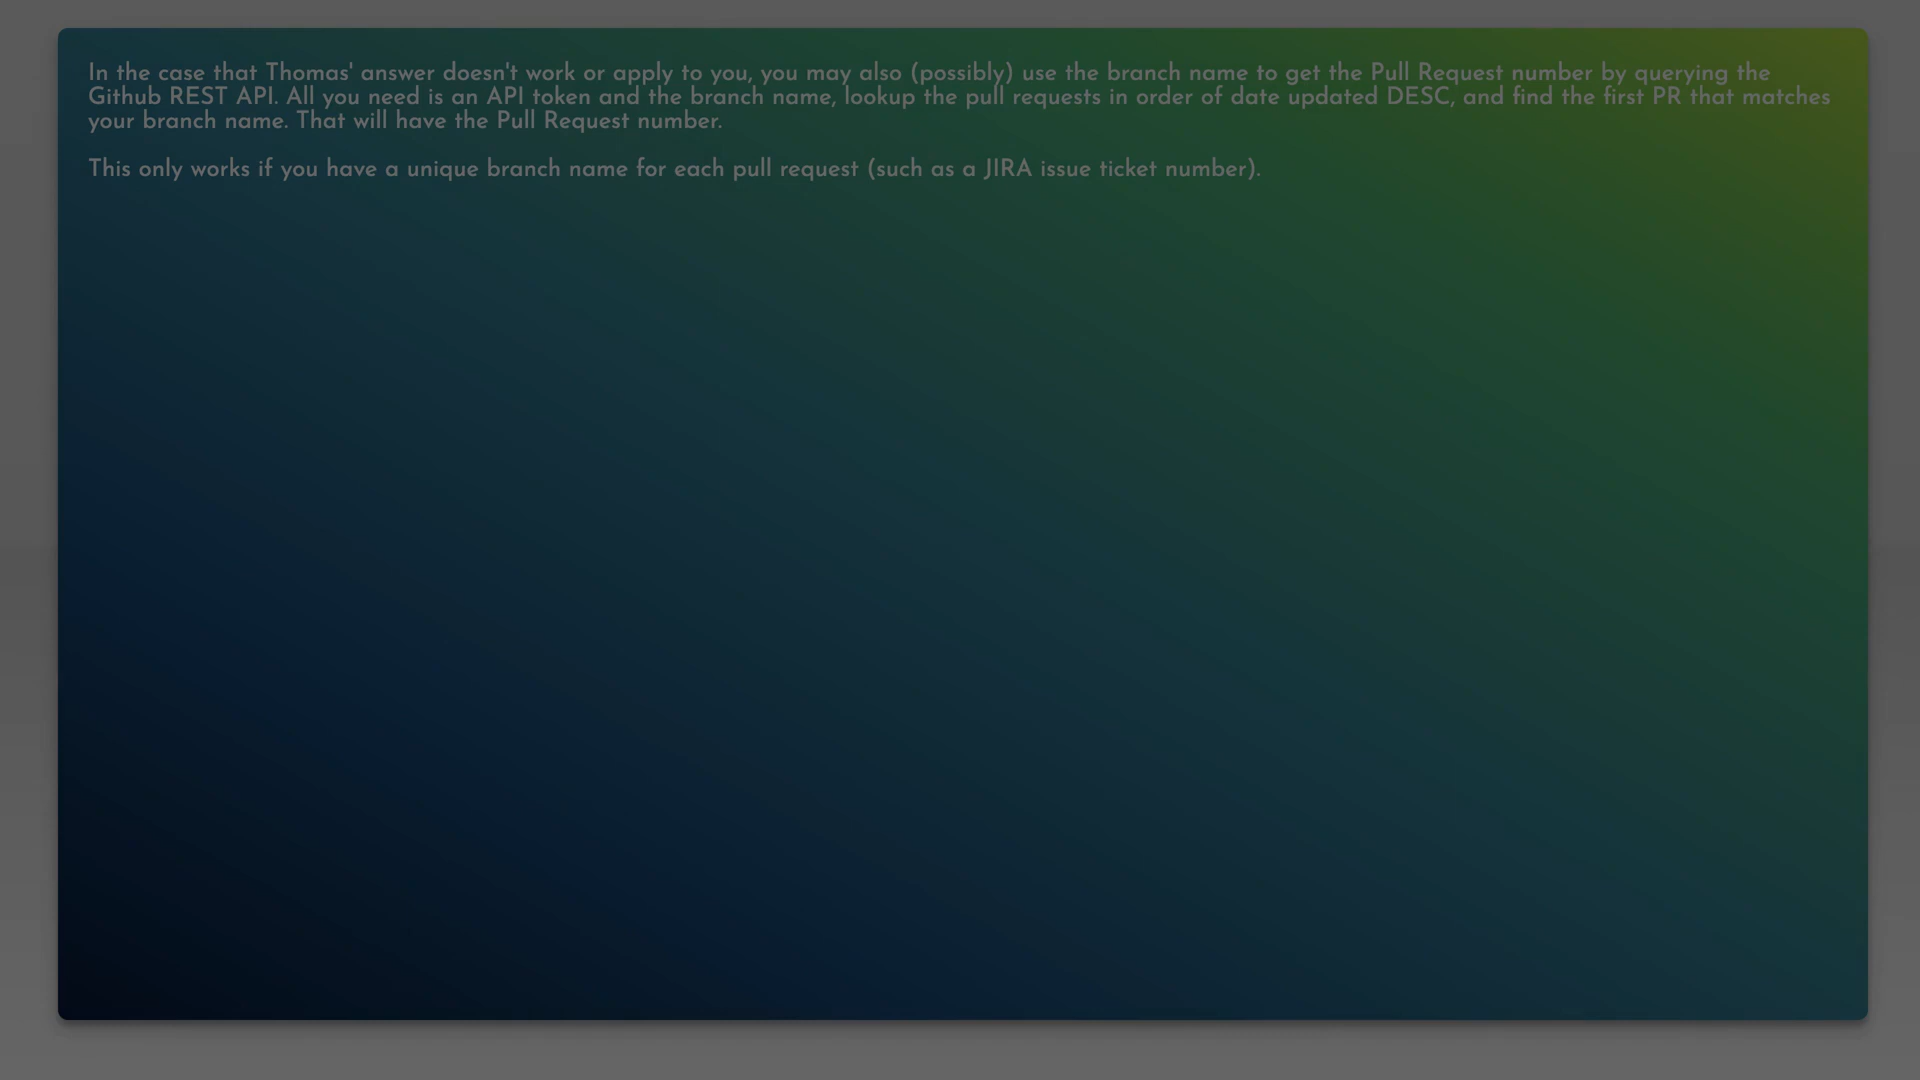 In the case that Thomas' answer doesn't work or apply to you, you may also (possibly) use the branch name to get the Pull Request number by querying the
Github REST API. All you need is an API token and the branch name, lookup the pull requests in order of date updated DESC, and find the first PR that matches
your branch name. That will have the Pull Request number.
This only works if you have a unique branch name for each pull request (such as a JIRA issue ticket number).